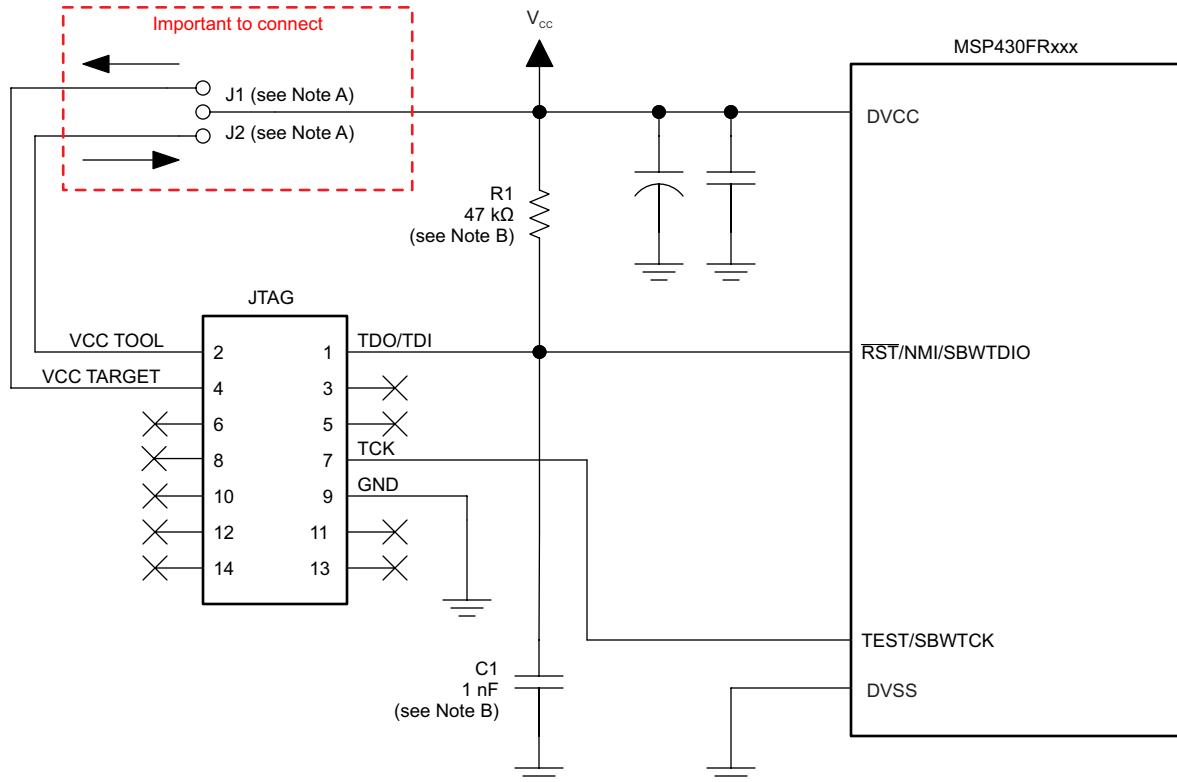 Important to connect
J1 (see Note A)
J2 (see Note A)
VCC
MSP430FRxxx
DVCC
R1
47 kΩ
(see Note B)
JTAG
VCC TOOL
2
1
TDO/TDI
RST/NMI/SBWTDIO
VCC TARGET
4
3
6
5
8
7
TCK
10
9
GND
12
11
14
13
TEST/SBWTCK
C1
1 nF
(see Note B)
DVSS